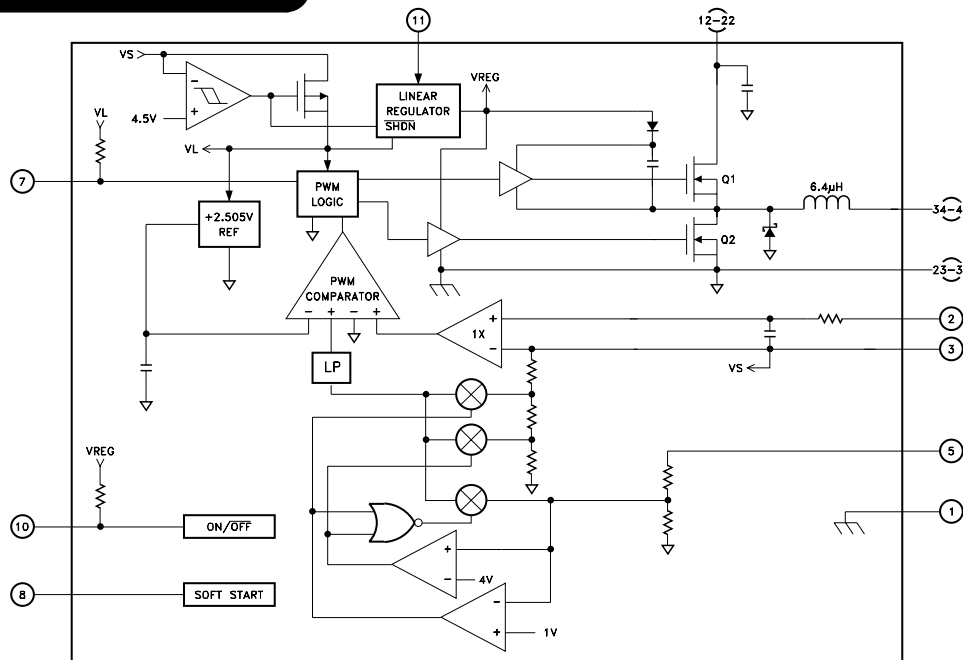 11
12-22
VS
4.5V
VL
VL
7
LINEAR
REGULATOR
SHDN
VREG
PWM
LOGIC
+2.505V
REF
Q1
Q2
6.4µH
34-4
23-3
PWM
COMPARATOR
- + - +
1X
+
-
2
3
VS
LP
VREG
10
ON/OFF
8
SOFT START
5
1
+
-
4V
-
+
1V
-
+